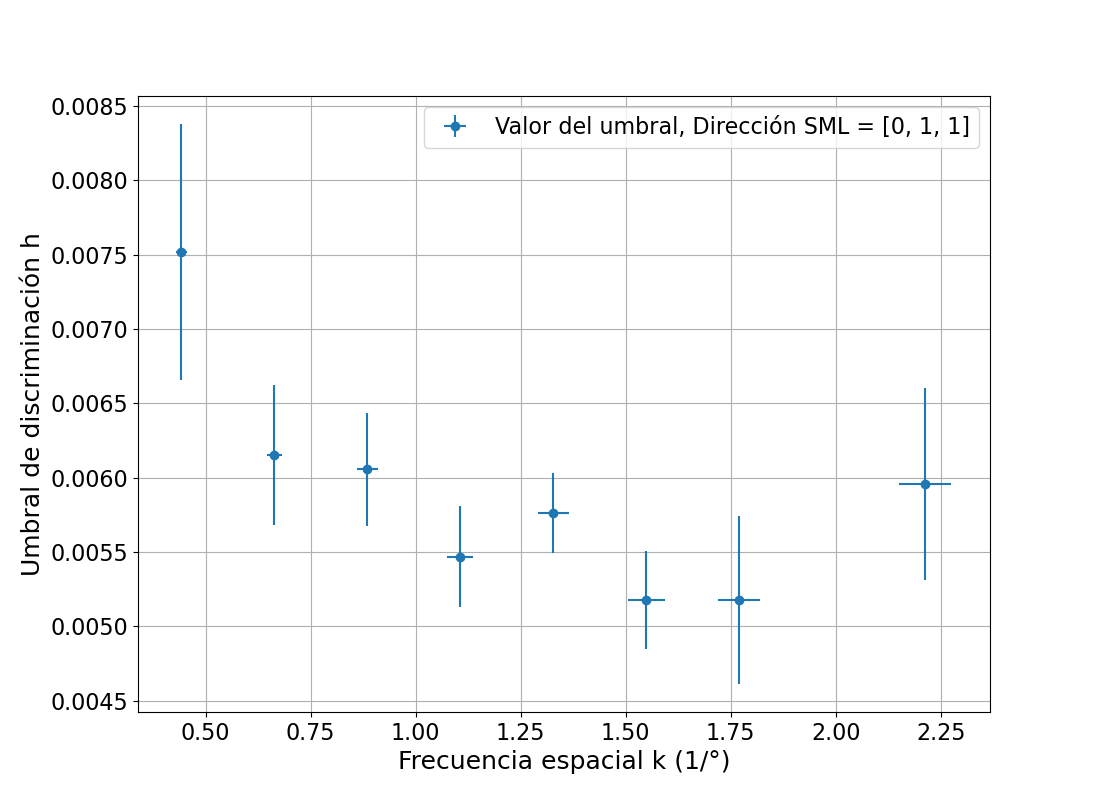 Valor del umbral, Dirección SML = [0, 1, 1]
Umbral de discriminación h
0.0085
0.0080
0.0075
0.0070
0.0065
0.0060
0.0055
0.0050
0.0045
0.50 0.75 1.00 1.25 1.50 1.75 2.00 2.25
Frecuencia espacial k (1/°)